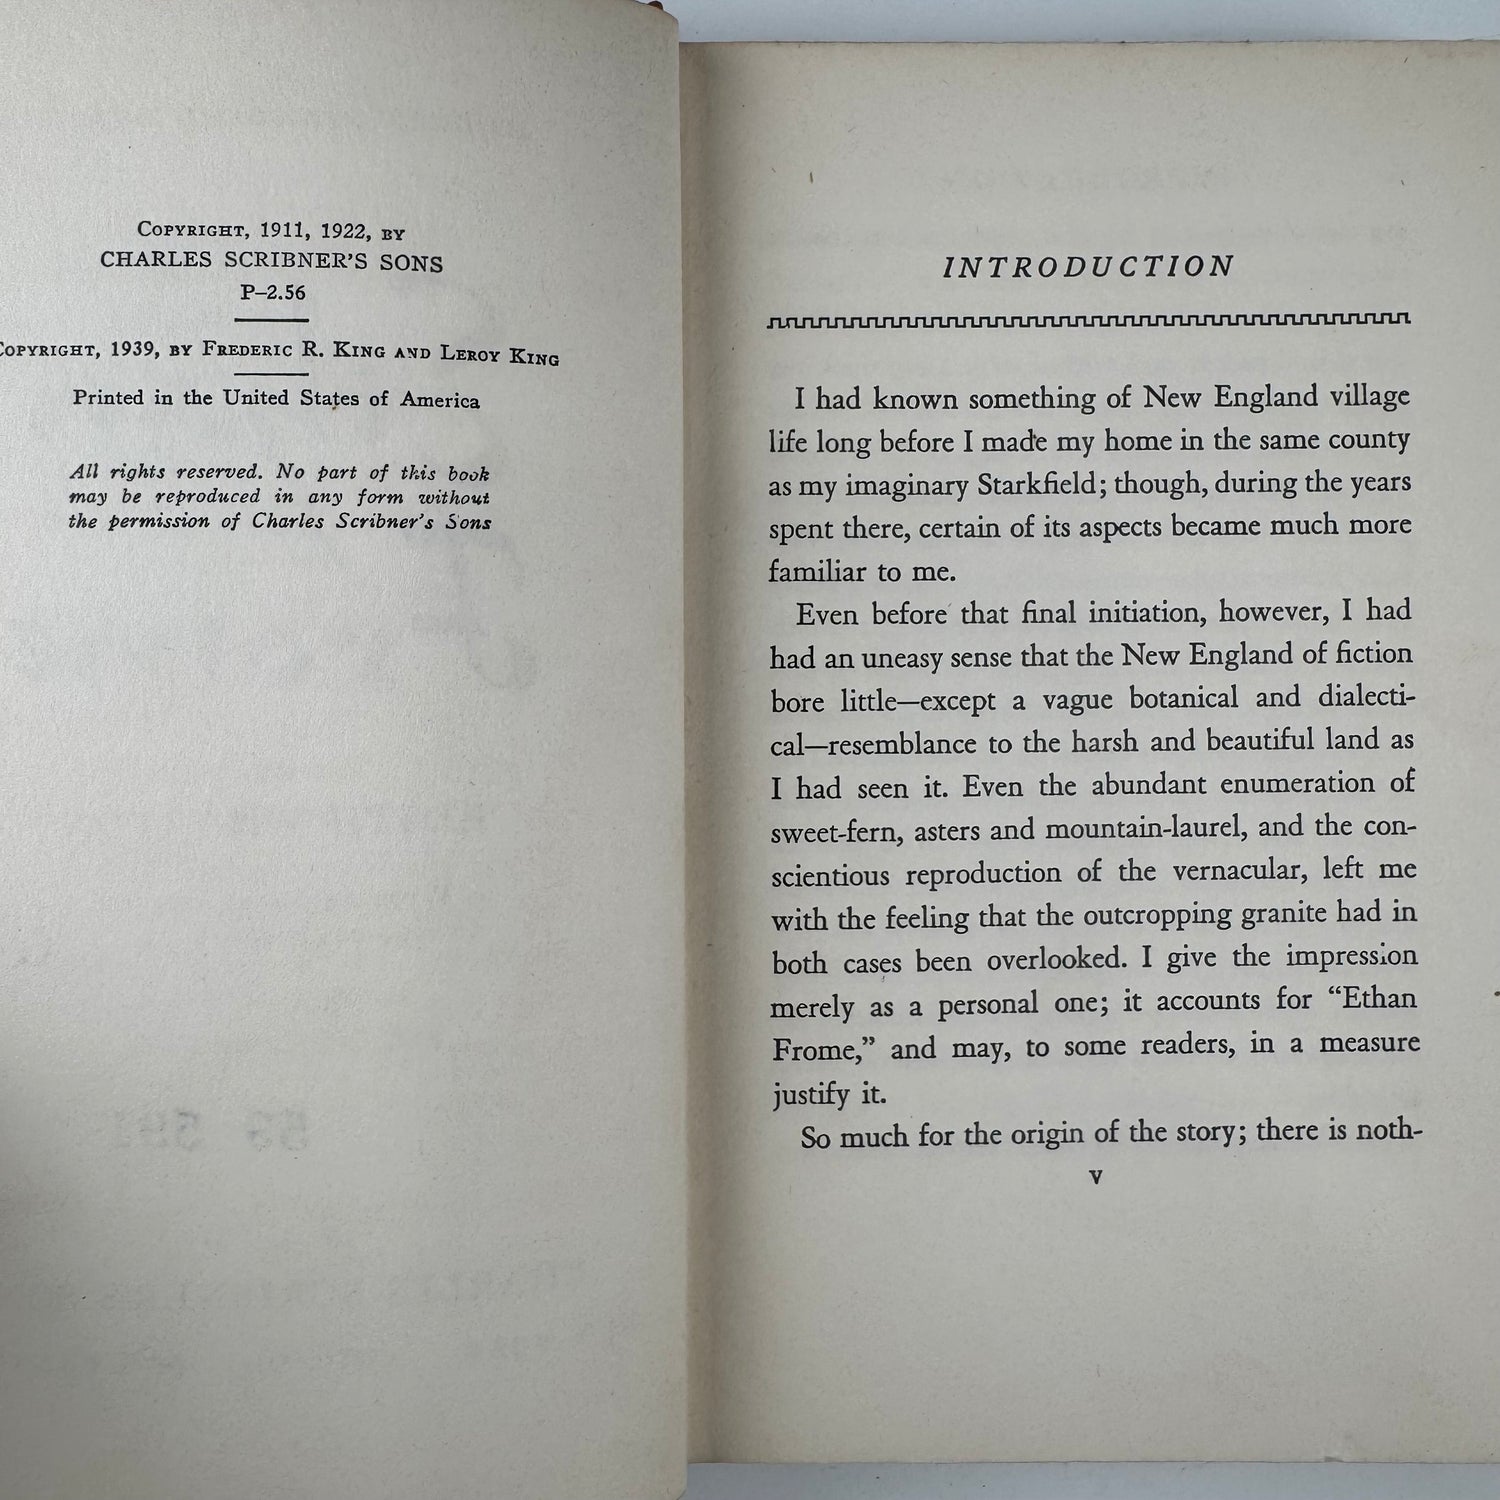 COPYRIGHT, 1911, 1922, BY
CHARLES SCRIBNER'S SONS
P–2.56
COPYRIGHT, 1939, BY FREDERIC R. KING AND LEROY KING
Printed in the United States of America
All rights reserved. No part of this book
may be reproduced in any form without
the permission of Charles Scribner's Sons
INTRODUCTION
I had known something of New England village
life long before I made my home in the same county
as my imaginary Starkfield; though, during the years
spent there, certain of its aspects became much more
familiar to me.
Even before that final initiation, however, I had
had an uneasy sense that the New England of fiction
bore little—except a vague botanical and dialecti-
cal—resemblance to the harsh and beautiful land as
I had seen it. Even the abundant enumeration of
sweet-fern, asters and mountain-laurel, and the con-
scientious reproduction of the vernacular, left me
with the feeling that the outcropping granite had in
both cases been overlooked. I give the impression
merely as a personal one; it accounts for “Ethan
Frome,” and may, to some readers, in a measure
justify it.
So much for the origin of the story; there is noth-
v